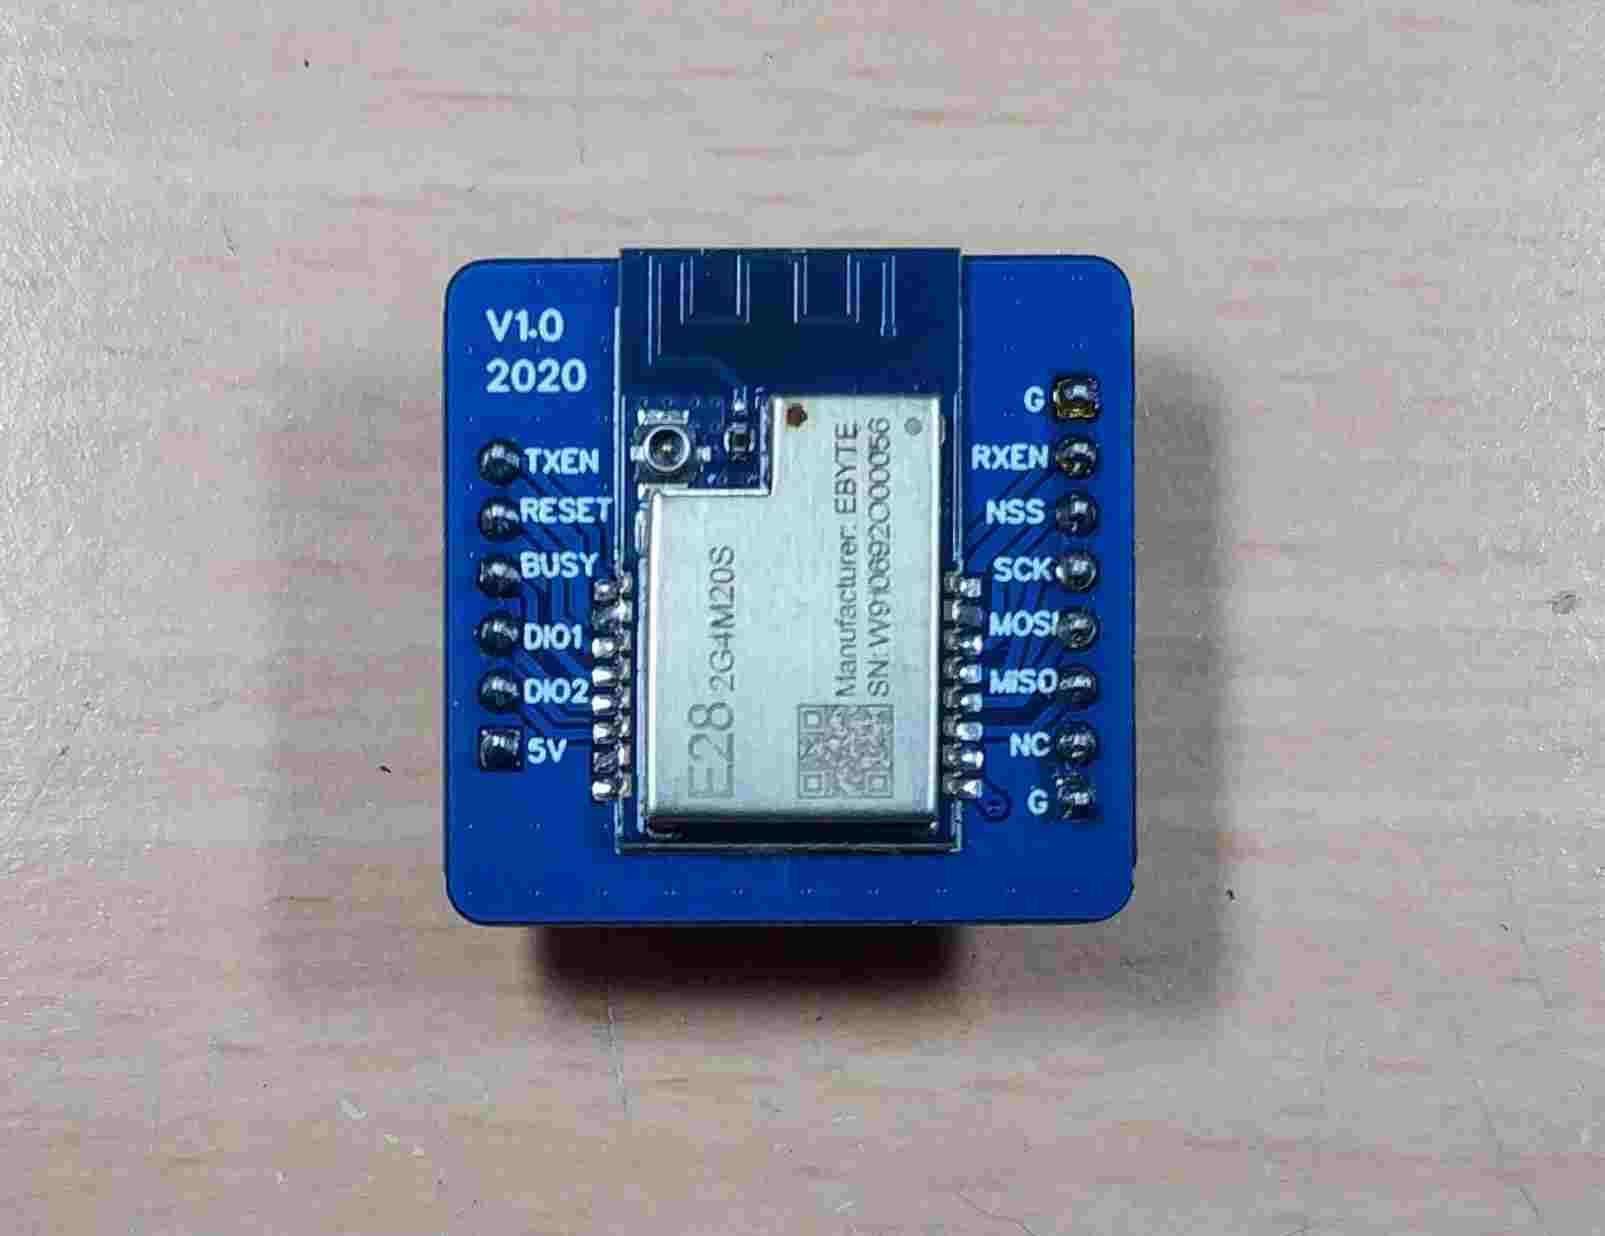 V1.0
2020
TXEN
RESET
BUSY
DIO1
DIO2
5V
E28 2G4M20S
Manufacturer: EBYTE
SN: W9106920000056
G
RXEN
NSS
SCK
MOSI
MISO
NC
G